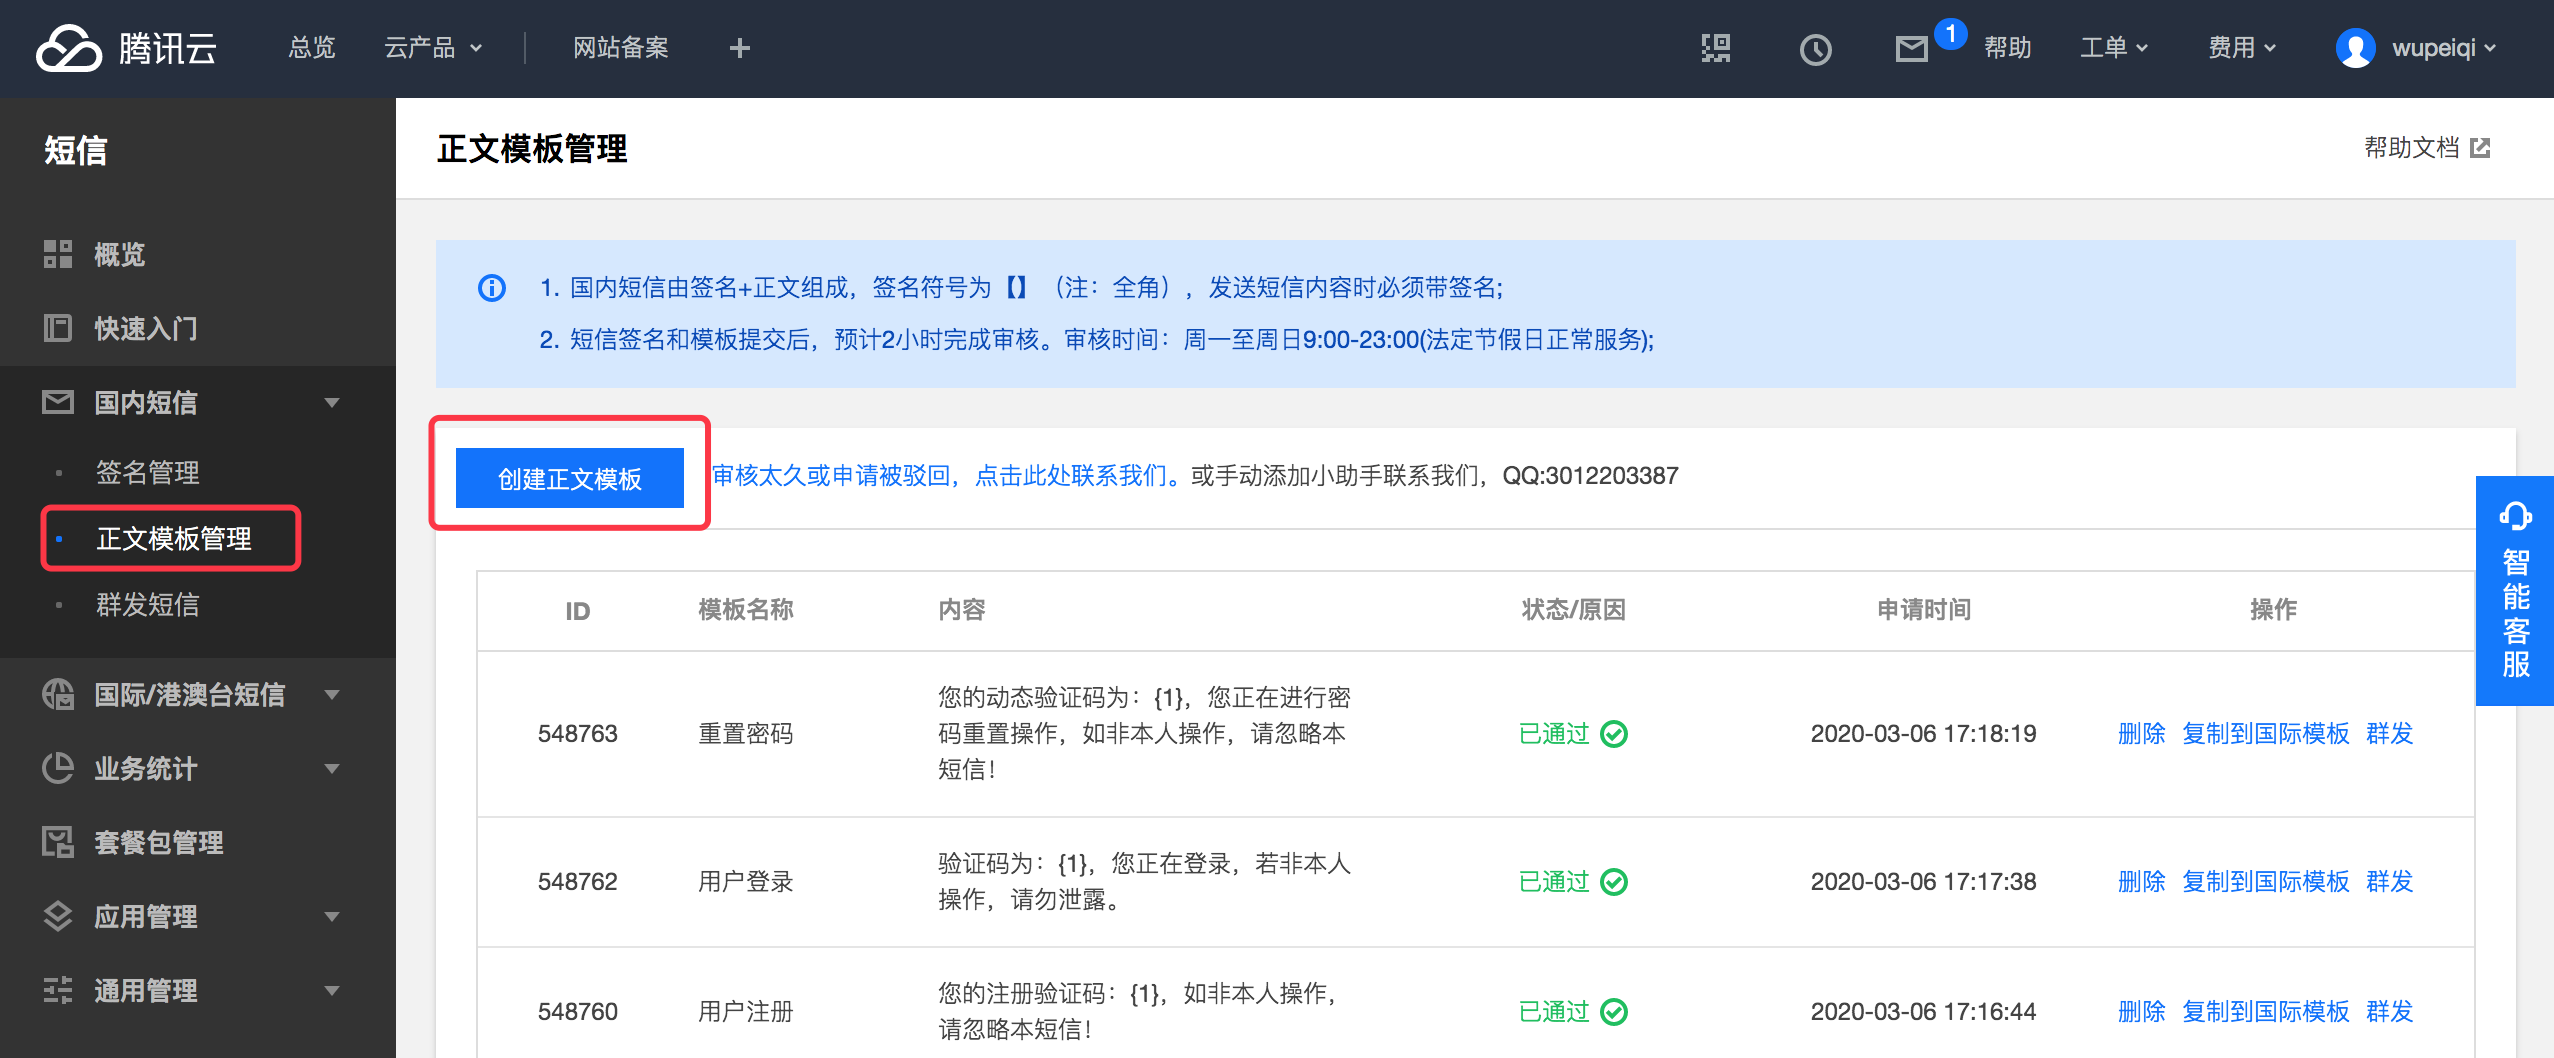 腾讯云
总览
云产品
网站备案
1
帮助
工单
费用
wupeiqi
短信
概览
快速入门
国内短信
签名管理
正文模板管理
群发短信
国际/港澳台短信
业务统计
套餐包管理
应用管理
通用管理
正文模板管理
帮助文档
1. 国内短信由签名+正文组成，签名符号为【】（注：全角），发送短信内容时必须带签名;
2. 短信签名和模板提交后，预计2小时完成审核。审核时间：周一至周日9:00-23:00(法定节假日正常服务);
创建正文模板
审核太久或申请被驳回，点击此处联系我们。或手动添加小助手联系我们，QQ:3012203387
ID 模板名称 内容 状态/原因 申请时间 操作
548763 重置密码
您的动态验证码为：{1}，您正在进行密
码重置操作，如非本人操作，请忽略本
短信！
已通过 2020-03-06 17:18:19 删除 复制到国际模板 群发
548762 用户登录
验证码为：{1}，您正在登录，若非本人
操作，请勿泄露。
已通过 2020-03-06 17:17:38 删除 复制到国际模板 群发
548760 用户注册
您的注册验证码：{1}，如非本人操作，
请忽略本短信！
已通过 2020-03-06 17:16:44 删除 复制到国际模板 群发
智能客服